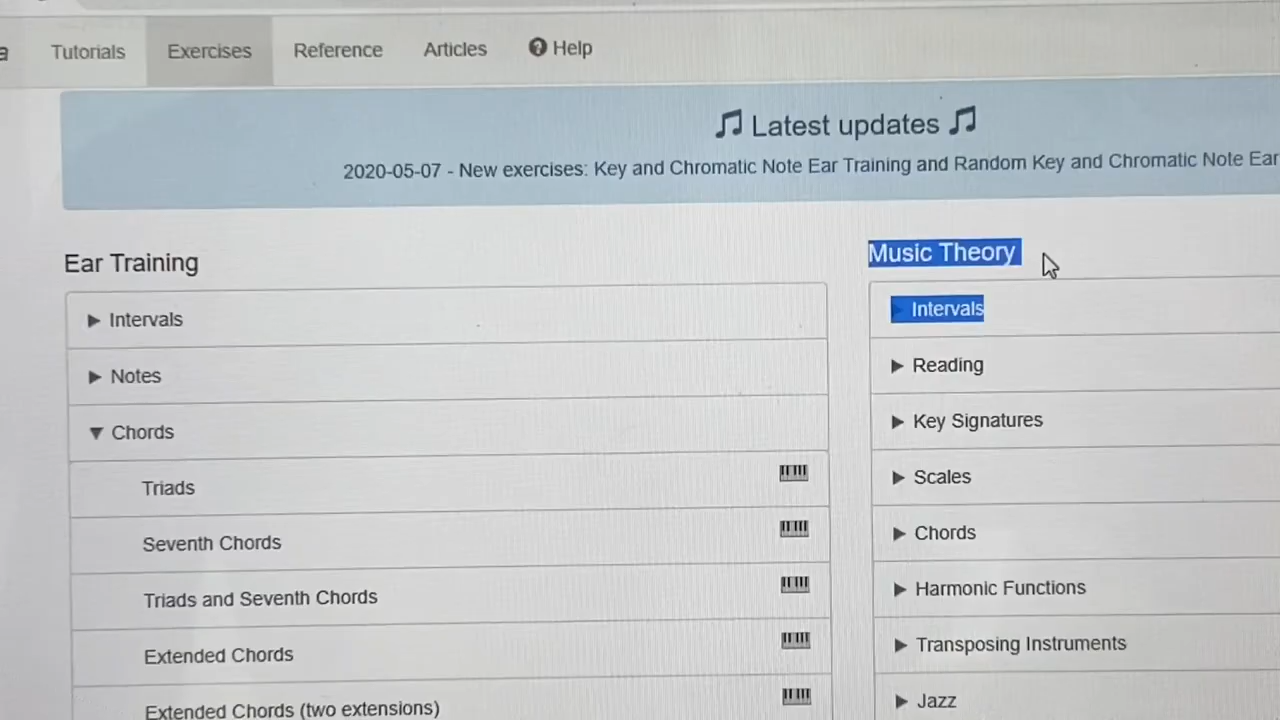 Tutorials Exercises Reference Articles Help
Latest updates
2020-05-07 - New exercises: Key and Chromatic Note Ear Training and Random Key and Chromatic Note Ear
Ear Training
Intervals
Notes
Chords
Triads
Seventh Chords
Triads and Seventh Chords
Extended Chords
Extended Chords (two extensions)
Music Theory
Intervals
Reading
Key Signatures
Scales
Chords
Harmonic Functions
Transposing Instruments
Jazz